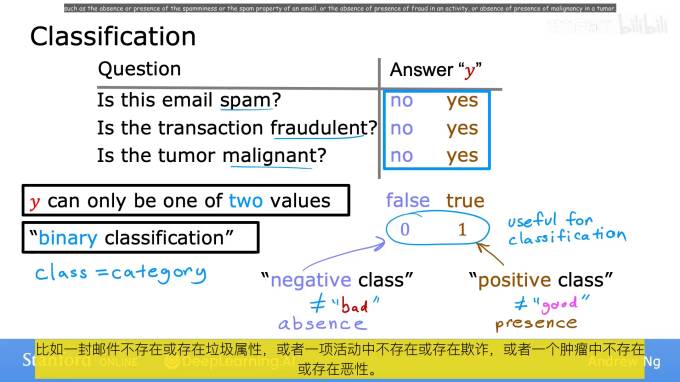 such as the absence or presence of the spamminess or the spam property of an email, or the absence of presence of fraud in an activity, or absence of presence of malignancy in a tumor.
bilibili
Classification
Question Answer “y”
Is this email spam? no yes
Is the transaction fraudulent? no yes
Is the tumor malignant? no yes
y can only be one of two values
false true
0 1
useful for
classification
“binary classification”
class = category
“negative class” “positive class”
≠ "bad" ≠ "good"
absence presence
Stanford ONLINE DeepLearning.AI Andrew Ng
比如一封邮件不存在或存在垃圾属性，或者一项活动中不存在或存在欺诈，或者一个肿瘤中不存在
或存在恶性。